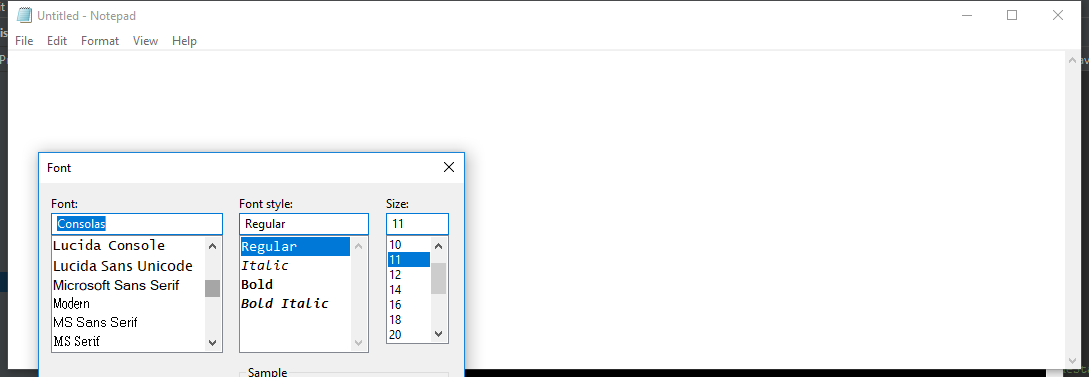 Untitled - Notepad
File Edit Format View Help
Font
Font: Font style: Size:
Consolas Regular 11
Lucida Console
Lucida Sans Unicode
Microsoft Sans Serif
Modern
MS Sans Serif
MS Serif
Regular
Italic
Bold
Bold Italic
10
11
12
14
16
18
20
Sample